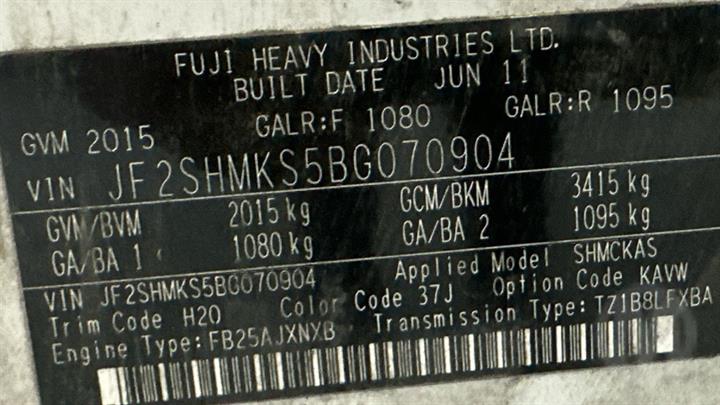 FUJI HEAVY INDUSTRIES LTD.
BUILT DATE JUN 11
GVM 2015 GALR:F 1080 GALR:R 1095
VIN JF2SHMKS5BG070904
GVM/BVM 2015 kg GCM/BKM 3415 kg
GA/BA 1 1080 kg GA/BA 2 1095 kg
VIN JF2SHMKS5BG070904 Applied Model SHMCKAS
Trim Code H20 Color Code 37J Option Code KAVW
Engine Type:FB25AJXNXB Transmission Type:TZ1B8LFXBA